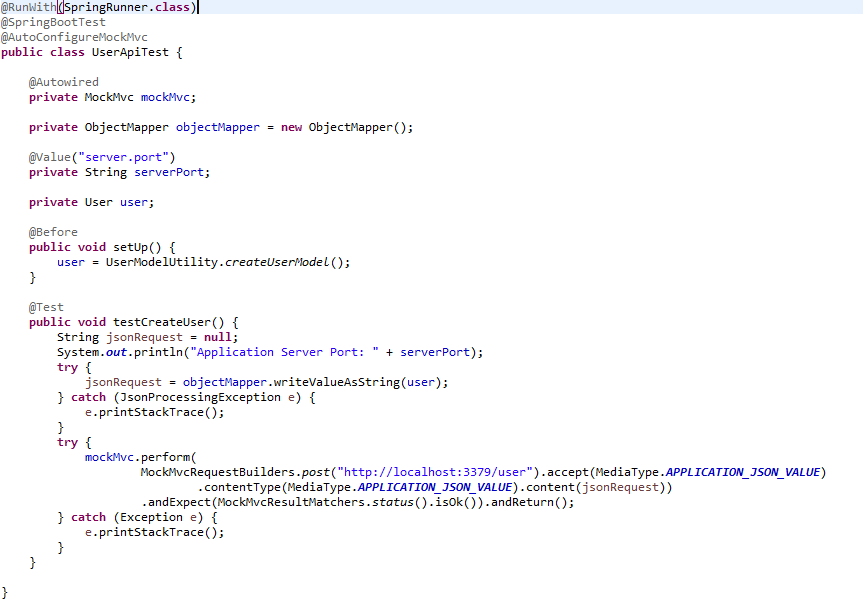 @RunWith(SpringRunner.class)
@SpringBootTest
@AutoConfigureMockMvc
public class UserApiTest {
@Autowired
private MockMvc mockMvc;
private ObjectMapper objectMapper = new ObjectMapper();
@Value("server.port")
private String serverPort;
private User user;
@Before
public void setUp() {
user = UserModelUtility.createUserModel();
}
@Test
public void testCreateUser() {
String jsonRequest = null;
System.out.println("Application Server Port: " + serverPort);
try {
jsonRequest = objectMapper.writeValueAsString(user);
} catch (JsonProcessingException e) {
e.printStackTrace();
}
try {
mockMvc.perform(
MockMvcRequestBuilders.post("http://localhost:3379/user").accept(MediaType.APPLICATION_JSON_VALUE)
.contentType(MediaType.APPLICATION_JSON_VALUE).content(jsonRequest))
.andExpect(MockMvcResultMatchers.status().isOk()).andReturn();
} catch (Exception e) {
e.printStackTrace();
}
}
}